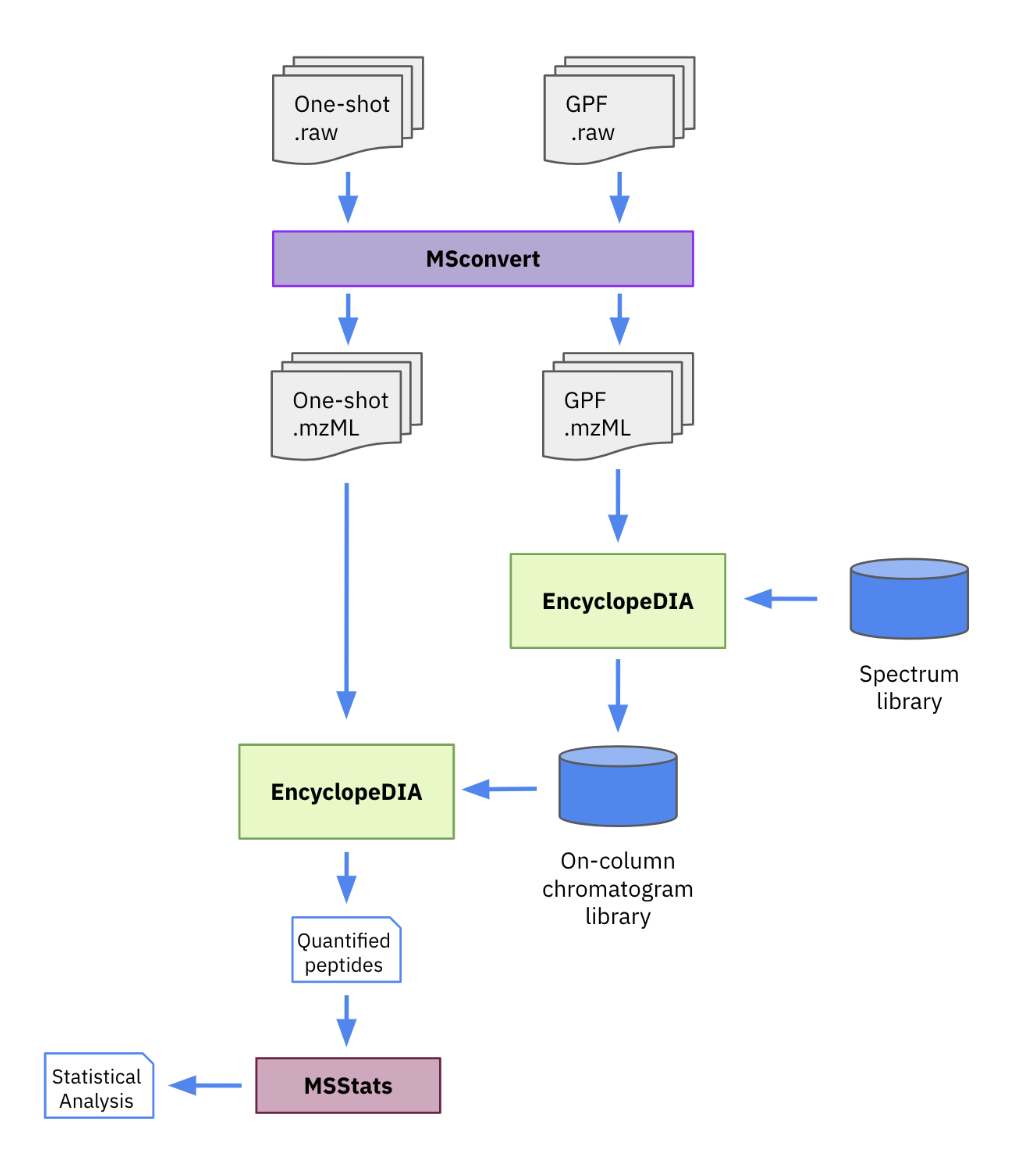 One-shot
.raw
GPF
.raw
MSconvert
One-shot
.mzML
GPF
.mzML
EncyclopeDIA
Spectrum
library
EncyclopeDIA
On-column
chromatogram
library
Quantified
peptides
MSStats
Statistical
Analysis